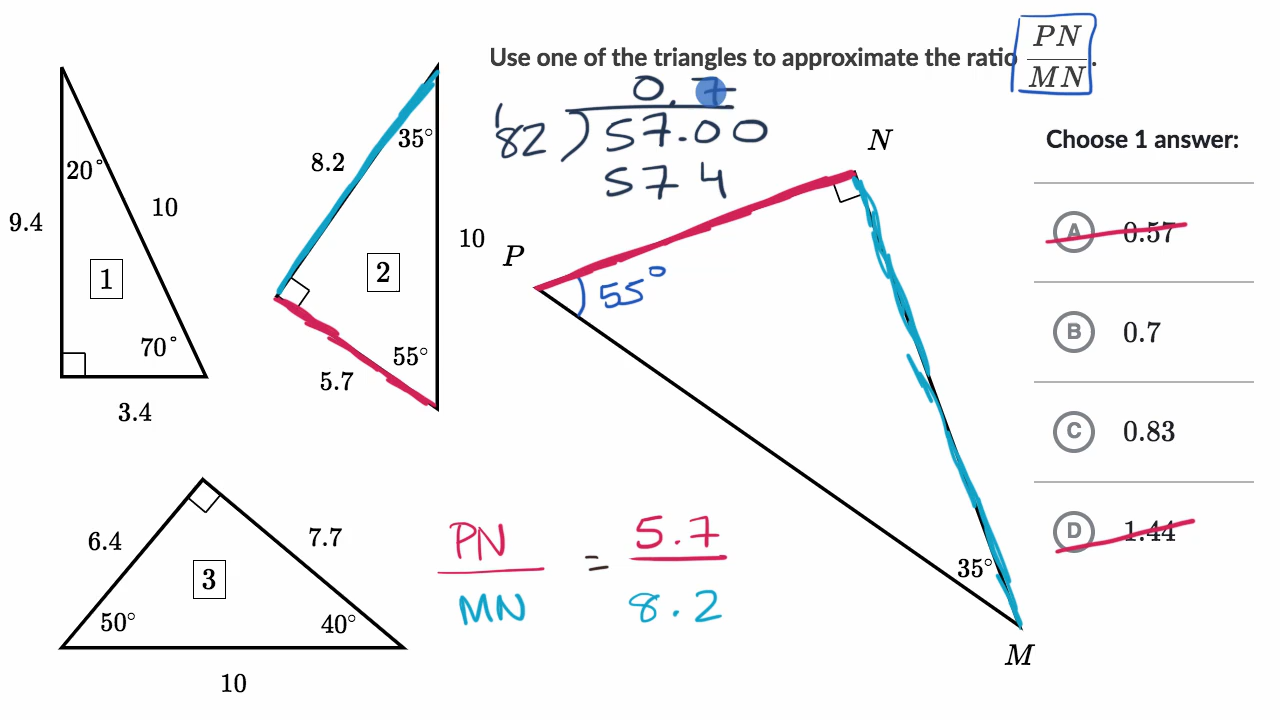 Use one of the triangles to approximate the ratio PN/MN.
0.7
1
82)57.00
574
Choose 1 answer:
A 0.57
B 0.7
C 0.83
D 1.44
20°
9.4
10
1
70°
3.4
35°
8.2
10
2
55°
5.7
N
P
55°
35°
M
6.4
7.7
3
50°
40°
10
PN/MN = 5.7/8.2